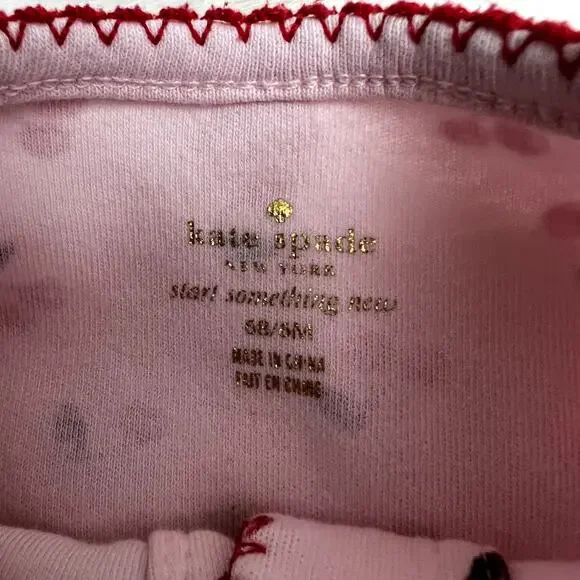 kate spade
NEW YORK
start something new
6B/6M
MADE IN CHINA
FAIT EN CHINE